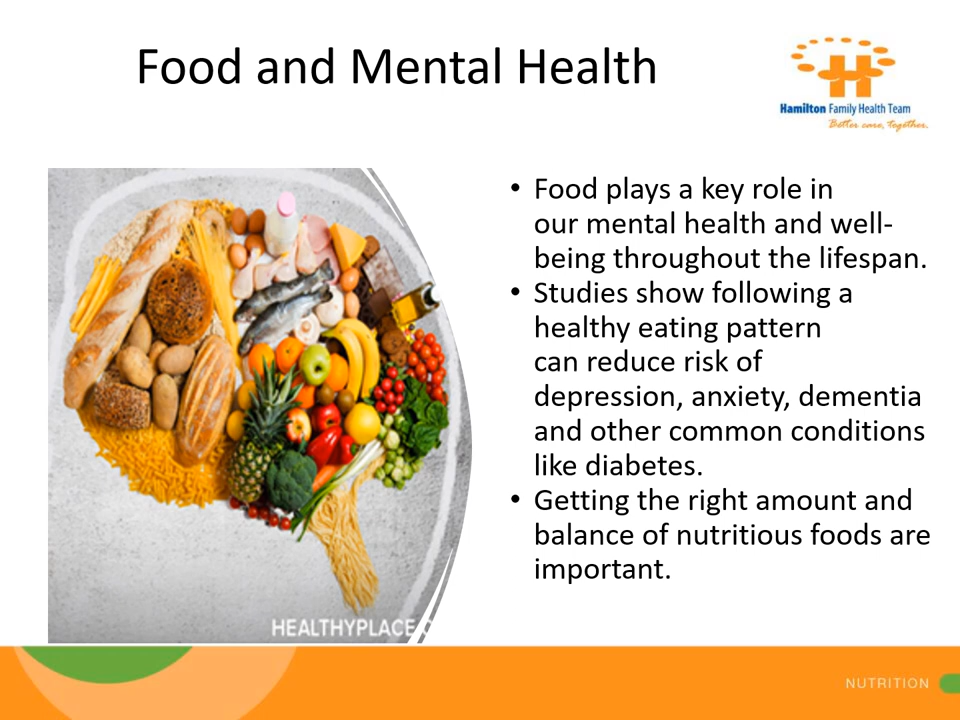 Food and Mental Health
Hamilton Family Health Team
Better care, together.
• Food plays a key role in
our mental health and well-
being throughout the lifespan.
• Studies show following a
healthy eating pattern
can reduce risk of
depression, anxiety, dementia
and other common conditions
like diabetes.
• Getting the right amount and
balance of nutritious foods are
important.
HEALTHYPLACE
NUTRITION